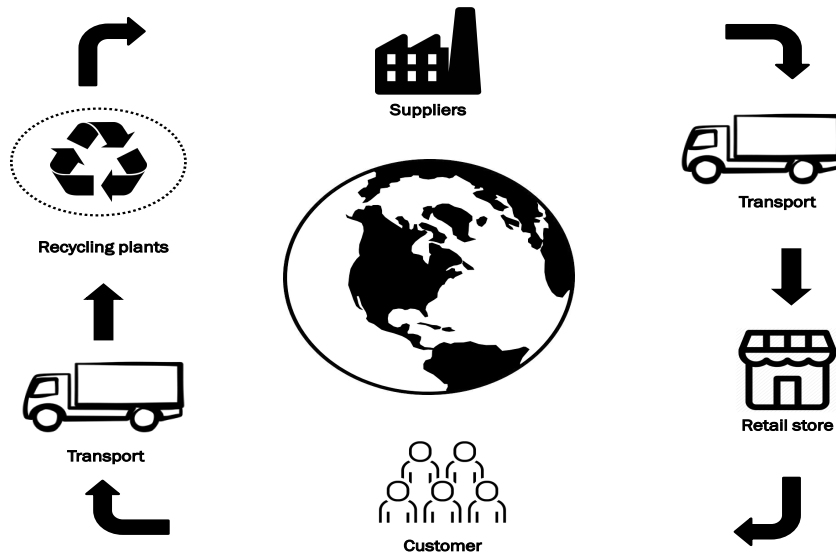 Suppliers
Transport
Recycling plants
Retail store
Transport
Customer